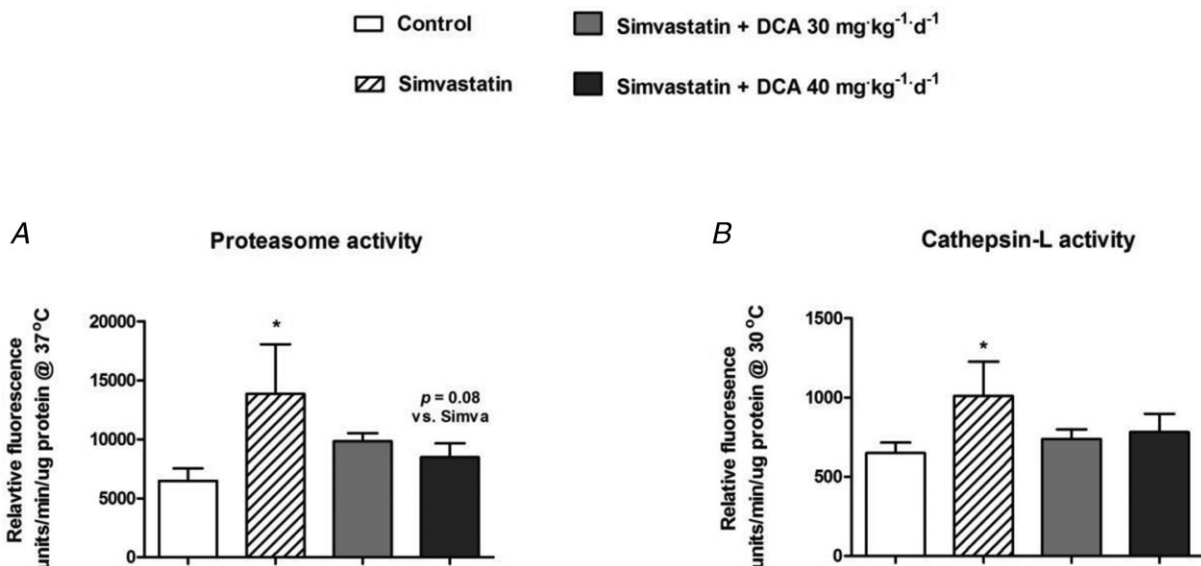 Control
Simvastatin + DCA 30 mg·kg⁻¹·d⁻¹
Simvastatin
Simvastatin + DCA 40 mg·kg⁻¹·d⁻¹
A
Proteasome activity
Relavtive fluorescence
units/min/ug protein @ 37°C
20000
15000
10000
5000
0
*
p = 0.08
vs. Simva
B
Cathepsin-L activity
Relative fluoresence
units/min/ug protein @ 30°C
1500
1000
500
0
*